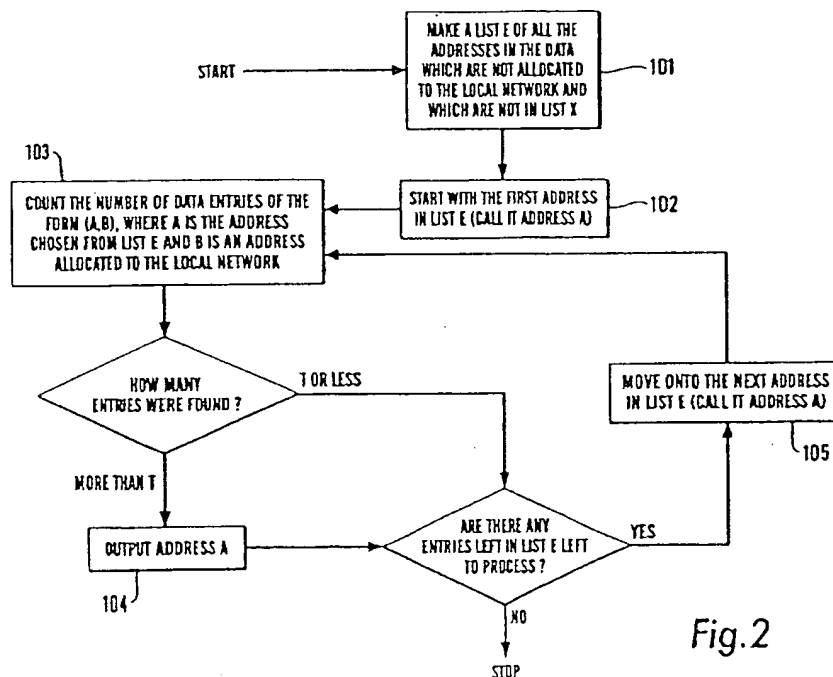 START
MAKE A LIST E OF ALL THE
ADDRESSES IN THE DATA
WHICH ARE NOT ALLOCATED
TO THE LOCAL NETWORK AND
WHICH ARE NOT IN LIST X
101
103
COUNT THE NUMBER OF DATA ENTRIES OF THE
FORM (A,B), WHERE A IS THE ADDRESS
CHOSEN FROM LIST E AND B IS AN ADDRESS
ALLOCATED TO THE LOCAL NETWORK
START WITH THE FIRST ADDRESS
IN LIST E (CALL IT ADDRESS A)
102
HOW MANY
ENTRIES WERE FOUND ?
T OR LESS
MOVE ONTO THE NEXT ADDRESS
IN LIST E (CALL IT ADDRESS A)
105
MORE THAN T
OUTPUT ADDRESS A
104
ARE THERE ANY
ENTRIES LEFT IN LIST E LEFT
TO PROCESS ?
YES
NO
STOP
Fig.2